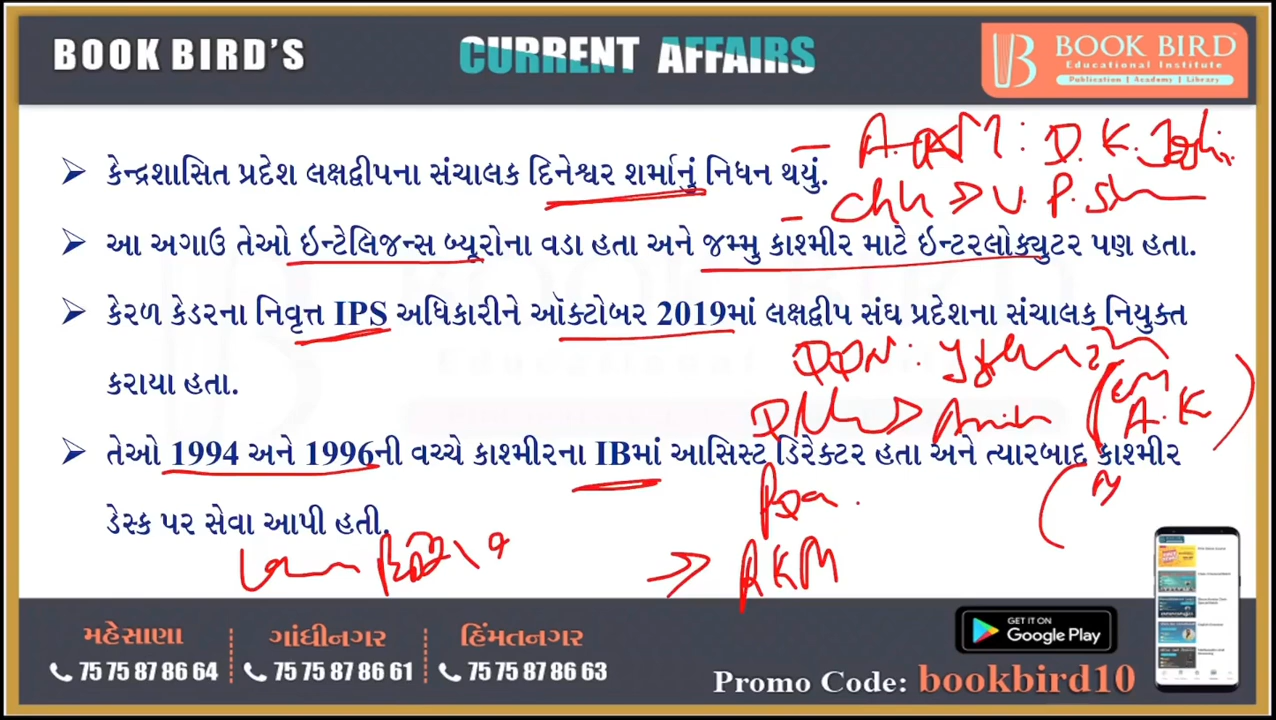 BOOK BIRD'S
CURRENT AFFAIRS
BOOK BIRD
Educational Institute
Publication | Academy | Library
કેન્દ્રશાસિત પ્રદેશ લક્ષદ્વીપના સંચાલક દિનેશ્વર શર્માનું નિધન થયું.
D. K. Joshi
V. P.
આ અગાઉ તેઓ ઇન્ટેલિજન્સ બ્યૂરોના વડા હતા અને જમ્મુ કાશ્મીર માટે ઇન્ટરલોક્યુટર પણ હતા.
કેરળ કેડરના નિવૃત્ત IPS અધિકારીને ઑક્ટોબર 2019માં લક્ષદ્વીપ સંઘ પ્રદેશના સંચાલક નિયુક્ત
કરાયા હતા.
A.K
તેઓ 1994 અને 1996ની વચ્ચે કાશ્મીરના IBમાં આસિસ્ટ ડિરેક્ટર હતા અને ત્યારબાદ કાશ્મીર
ડેસ્ક પર સેવા આપી હતી.
મહેસાણા
75 75 87 86 64
ગાંધીનગર
75 75 87 86 61
હિંમતનગર
75 75 87 86 63
GET IT ON
Google Play
Promo Code: bookbird10